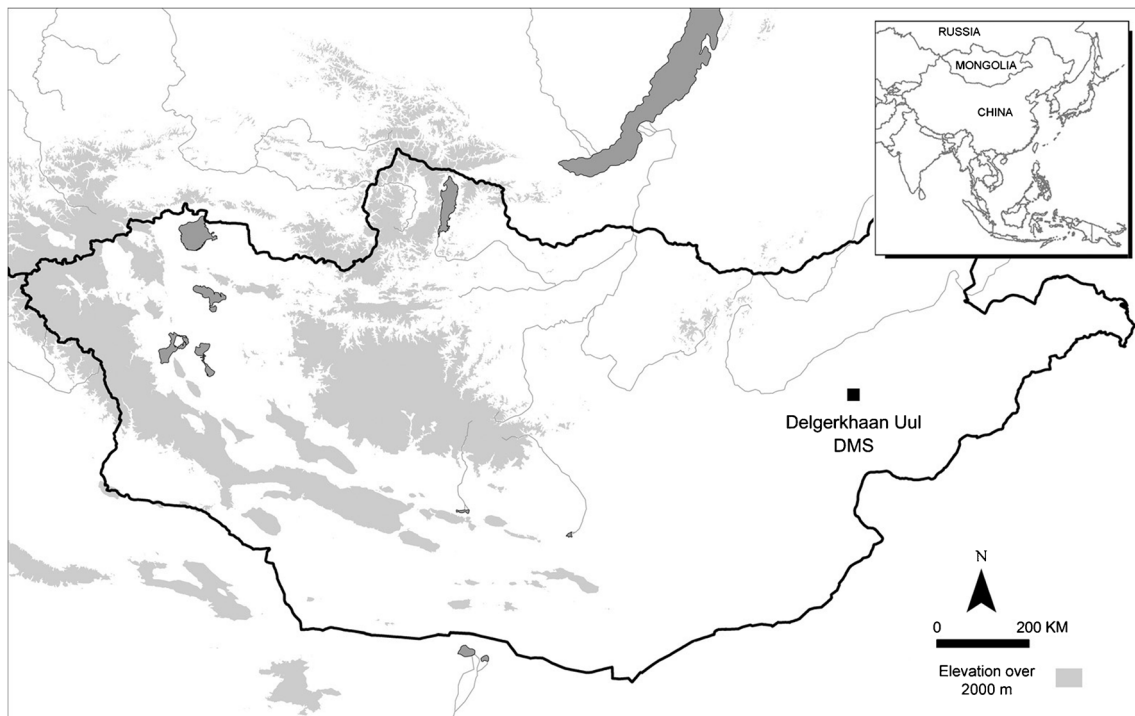 RUSSIA
MONGOLIA
CHINA
Delgerkhaan Uul
DMS
N
0 200 KM
Elevation over
2000 m